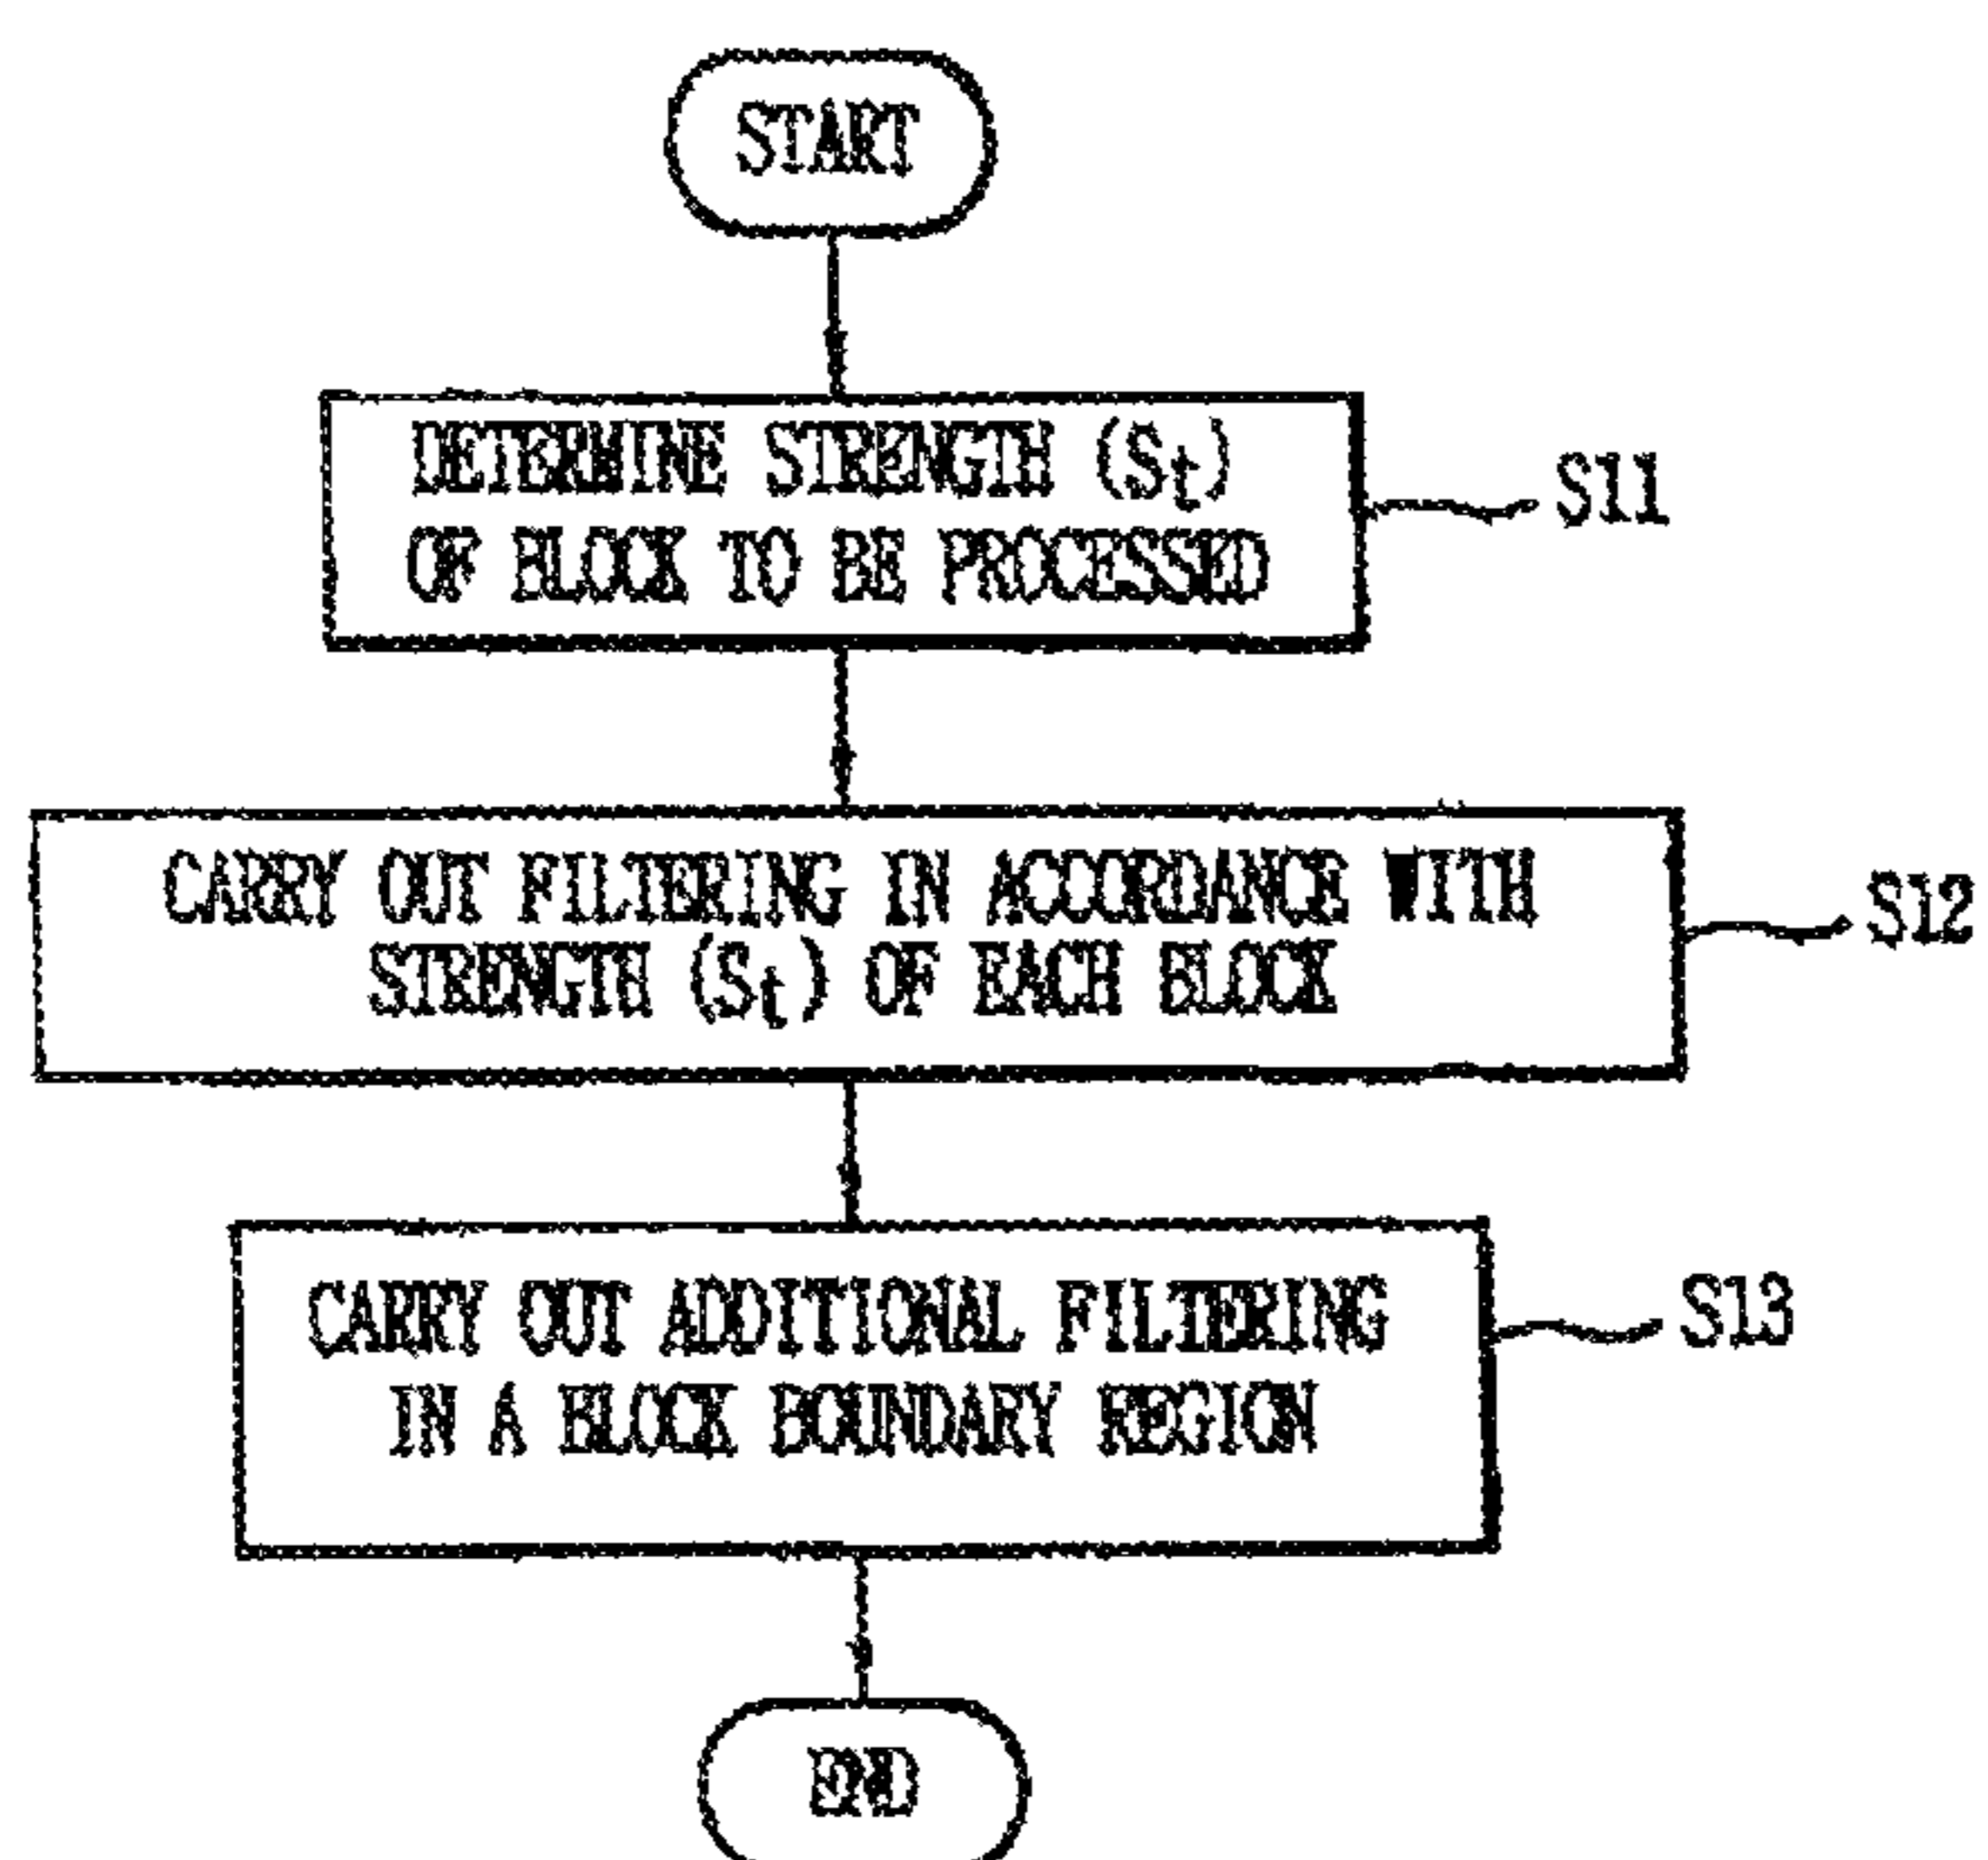 START
DETERMINE STRENGTH (St)
OF BLOCK TO BE PROCESSED
S11
CARRY OUT FILTERING IN ACCORDANCE WITH
STRENGTH (St) OF EACH BLOCK
S12
CARRY OUT ADDITIONAL FILTERING
IN A BLOCK BOUNDARY REGION
S13
END